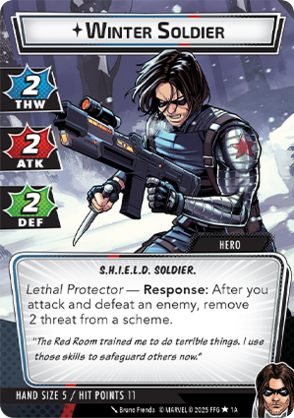 WINTER SOLDIER
2
THW
2
ATK
2
DEF
HERO
S.H.I.E.L.D. SOLDIER.
Lethal Protector — Response: After you
attack and defeat an enemy, remove
2 threat from a scheme.
"The Red Room trained me to do terrible things. I use
those skills to safeguard others now."
HAND SIZE 5 / HIT POINTS 11
Bruno Frenda © MARVEL © 2025 FFG ★ 1A